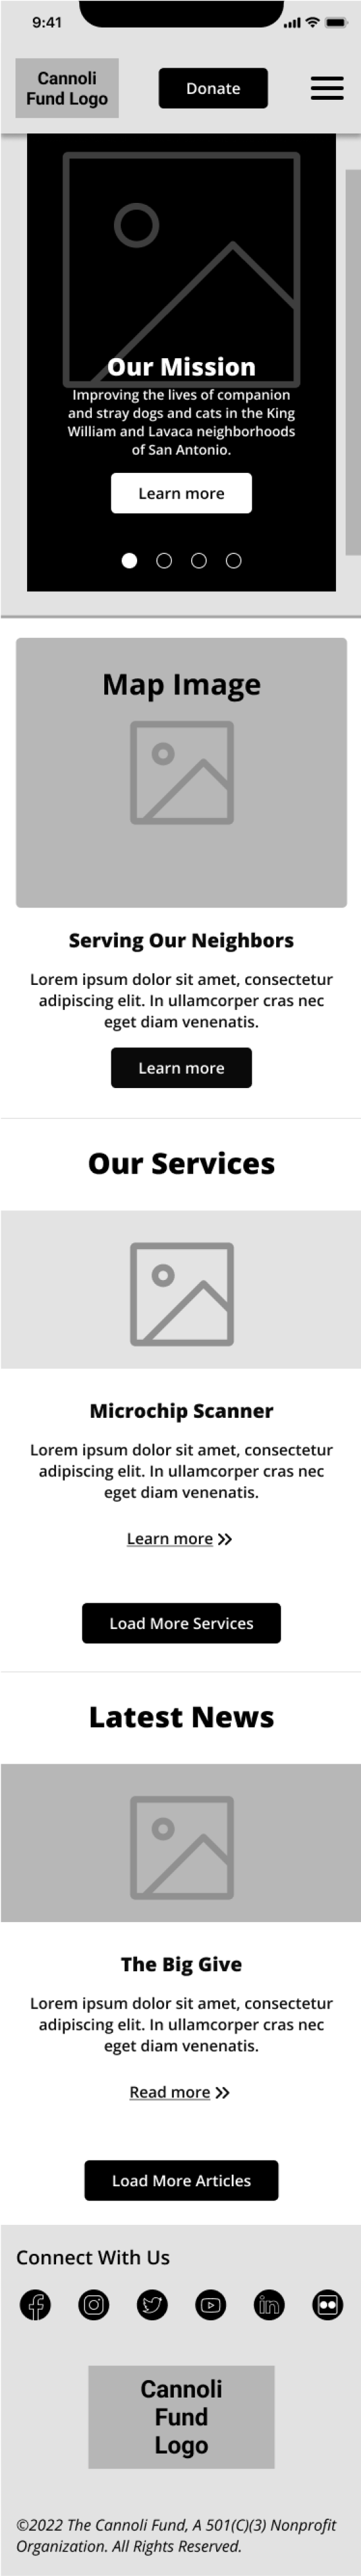 9:41
Cannoli
Fund Logo
Donate
Our Mission
Improving the lives of companion
and stray dogs and cats in the King
William and Lavaca neighborhoods
of San Antonio.
Learn more
Map Image
Serving Our Neighbors
Lorem ipsum dolor sit amet, consectetur
adipiscing elit. In ullamcorper cras nec
eget diam venenatis.
Learn more
Our Services
Microchip Scanner
Lorem ipsum dolor sit amet, consectetur
adipiscing elit. In ullamcorper cras nec
eget diam venenatis.
Learn more
Load More Services
Latest News
The Big Give
Lorem ipsum dolor sit amet, consectetur
adipiscing elit. In ullamcorper cras nec
eget diam venenatis.
Read more
Load More Articles
Connect With Us
Cannoli
Fund
Logo
©2022 The Cannoli Fund, A 501(C)(3) Nonprofit
Organization. All Rights Reserved.